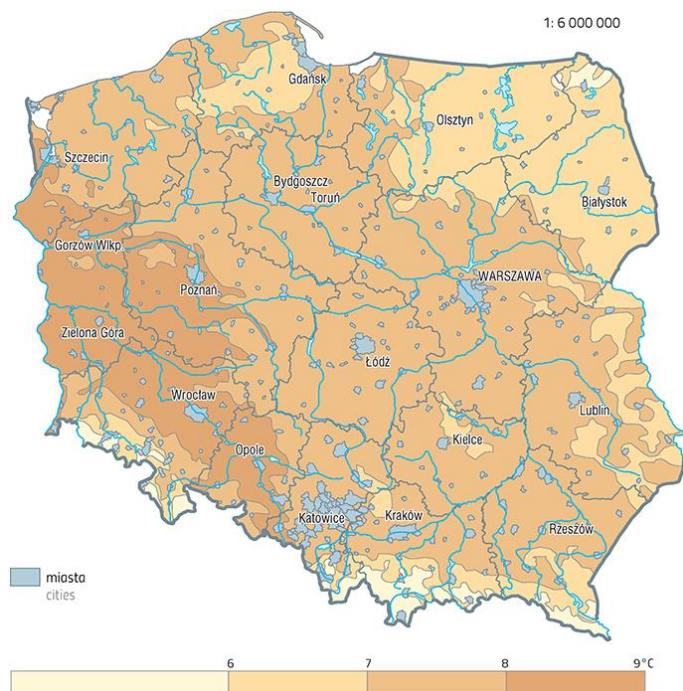 1: 6 000 000
Gdańsk
Olsztyn
Szczecin
Bydgoszcz
Toruń
Białystok
Gorzów Wlkp.
Poznań
WARSZAWA
Zielona Góra
Łódź
Wrocław
Lublin
Opole
Kielce
Katowice
Kraków
Rzeszów
miasta
cities
6 7 8 9°C